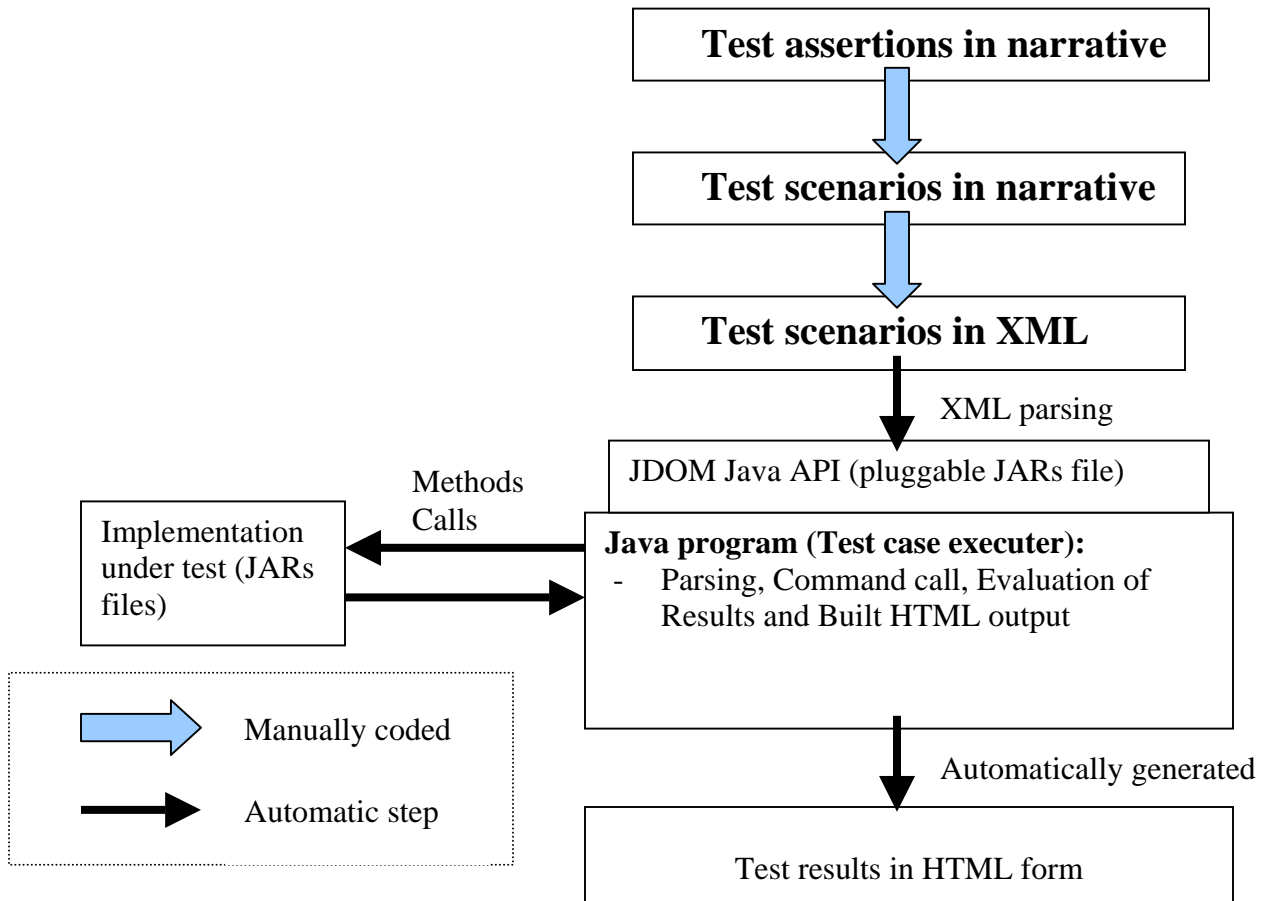 Test assertions in narrative
Test scenarios in narrative
Test scenarios in XML
XML parsing
JDOM Java API (pluggable JARs file)
Methods
Calls
Implementation
under test (JARs
files)
Java program (Test case executer):
- Parsing, Command call, Evaluation of
Results and Built HTML output
Manually coded
Automatic step
Automatically generated
Test results in HTML form